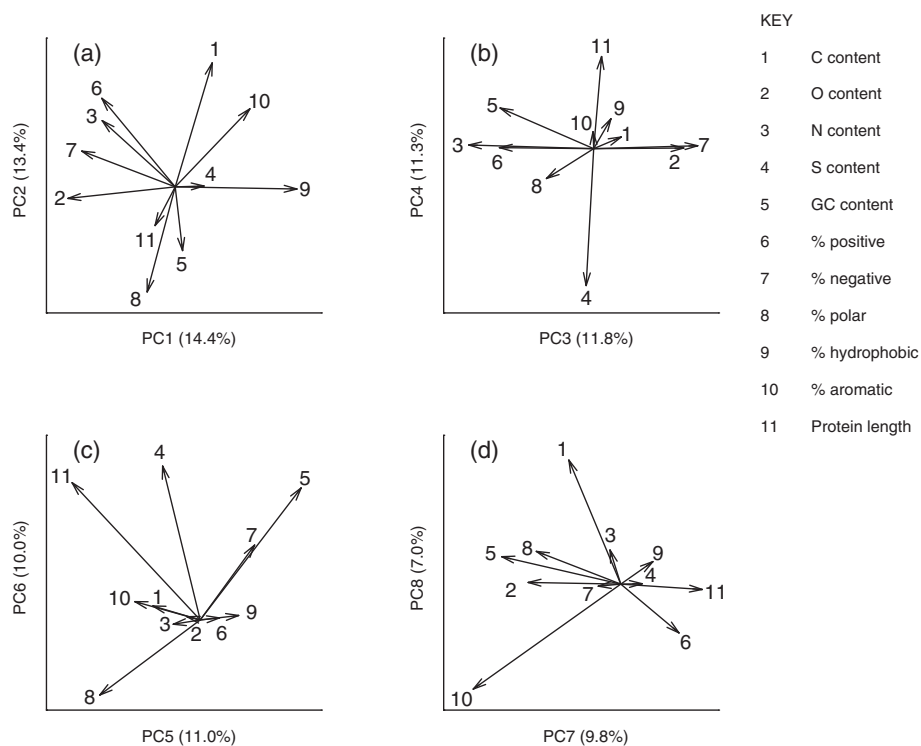 (a)
1
6
10
3
7
4
2
9
11
5
8
PC2 (13.4%)
PC1 (14.4%)
(b)
11
5
9
10
1
3
6
2
7
8
4
PC4 (11.3%)
PC3 (11.8%)
KEY
1 C content
2 O content
3 N content
4 S content
5 GC content
6 % positive
7 % negative
8 % polar
9 % hydrophobic
10 % aromatic
11 Protein length
(c)
4
11
5
7
10
1
9
3
2
6
8
PC6 (10.0%)
PC5 (11.0%)
(d)
1
3
8
9
5
4
2
7
11
6
10
PC8 (7.0%)
PC7 (9.8%)